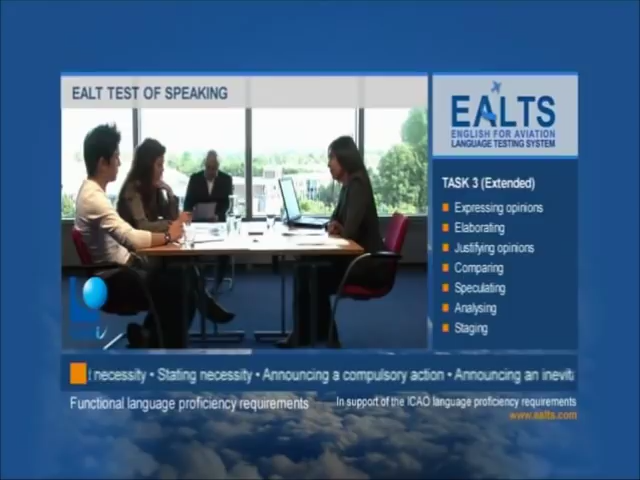 EALT TEST OF SPEAKING
EALTS
ENGLISH FOR AVIATION
LANGUAGE TESTING SYSTEM
TASK 3 (Extended)
Expressing opinions
Elaborating
Justifying opinions
Comparing
Speculating
Analysing
Staging
t necessity • Stating necessity • Announcing a compulsory action • Announcing an inevit
Functional language proficiency requirements
In support of the ICAO language proficiency requirements
www.ealts.com